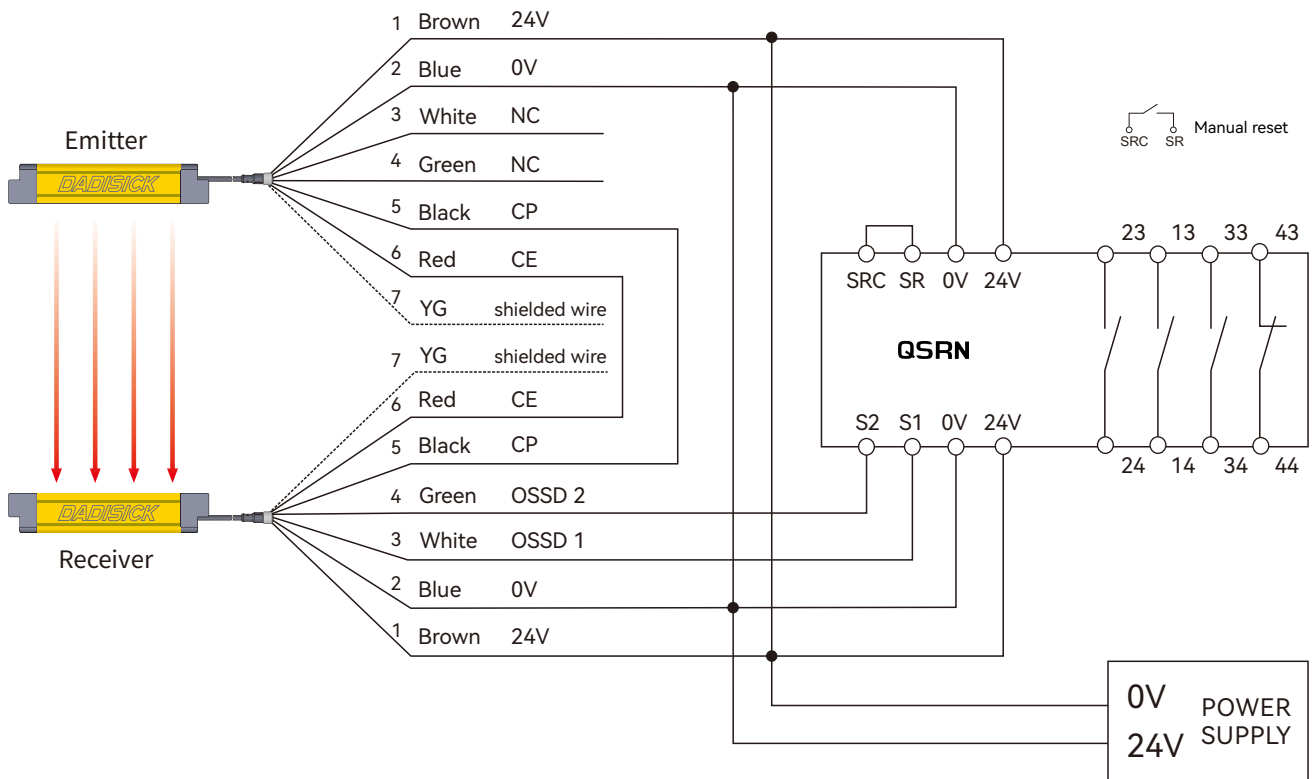 1 Brown 24V
2 Blue 0V
3 White NC
4 Green NC
5 Black CP
6 Red CE
7 YG shielded wire
Emitter
DADISICK
7 YG shielded wire
6 Red CE
5 Black CP
4 Green OSSD 2
3 White OSSD 1
2 Blue 0V
1 Brown 24V
DADISICK
Receiver
SRC SR Manual reset
23 13 33 43
SRC SR 0V 24V
QSRN
S2 S1 0V 24V
24 14 34 44
0V
24V
POWER
SUPPLY